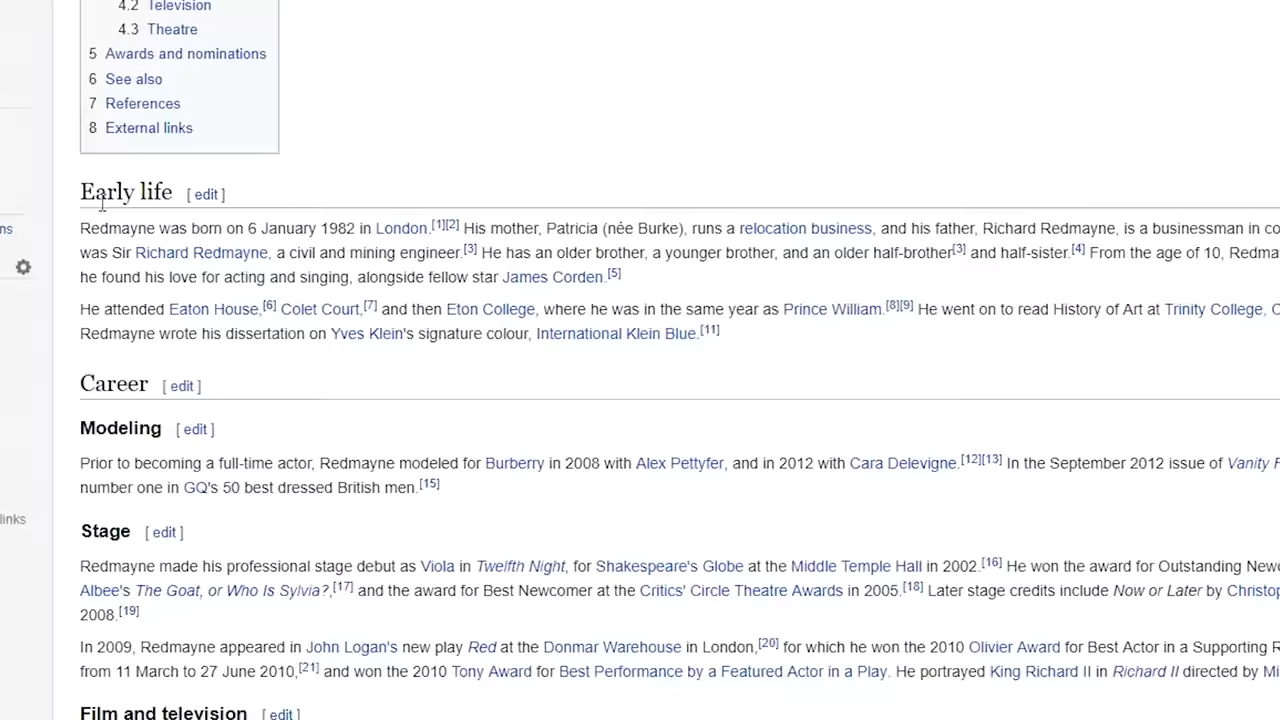 4.2 Television
4.3 Theatre
5 Awards and nominations
6 See also
7 References
8 External links
Early life [ edit ]
Redmayne was born on 6 January 1982 in London.[1][2] His mother, Patricia (née Burke), runs a relocation business, and his father, Richard Redmayne, is a businessman in co
was Sir Richard Redmayne, a civil and mining engineer.[3] He has an older brother, a younger brother, and an older half-brother[3] and half-sister.[4] From the age of 10, Redma
he found his love for acting and singing, alongside fellow star James Corden.[5]
ns
He attended Eaton House,[6] Colet Court,[7] and then Eton College, where he was in the same year as Prince William.[8][9] He went on to read History of Art at Trinity College, C
Redmayne wrote his dissertation on Yves Klein's signature colour, International Klein Blue.[11]
Career [ edit ]
Modeling [ edit ]
Prior to becoming a full-time actor, Redmayne modeled for Burberry in 2008 with Alex Pettyfer, and in 2012 with Cara Delevigne.[12][13] In the September 2012 issue of Vanity F
number one in GQ's 50 best dressed British men.[15]
links
Stage [ edit ]
Redmayne made his professional stage debut as Viola in Twelfth Night, for Shakespeare's Globe at the Middle Temple Hall in 2002.[16] He won the award for Outstanding Newc
Albee's The Goat, or Who Is Sylvia?,[17] and the award for Best Newcomer at the Critics' Circle Theatre Awards in 2005.[18] Later stage credits include Now or Later by Christop
2008.[19]
In 2009, Redmayne appeared in John Logan's new play Red at the Donmar Warehouse in London,[20] for which he won the 2010 Olivier Award for Best Actor in a Supporting R
from 11 March to 27 June 2010,[21] and won the 2010 Tony Award for Best Performance by a Featured Actor in a Play. He portrayed King Richard II in Richard II directed by Mi
Film and television [ edit ]